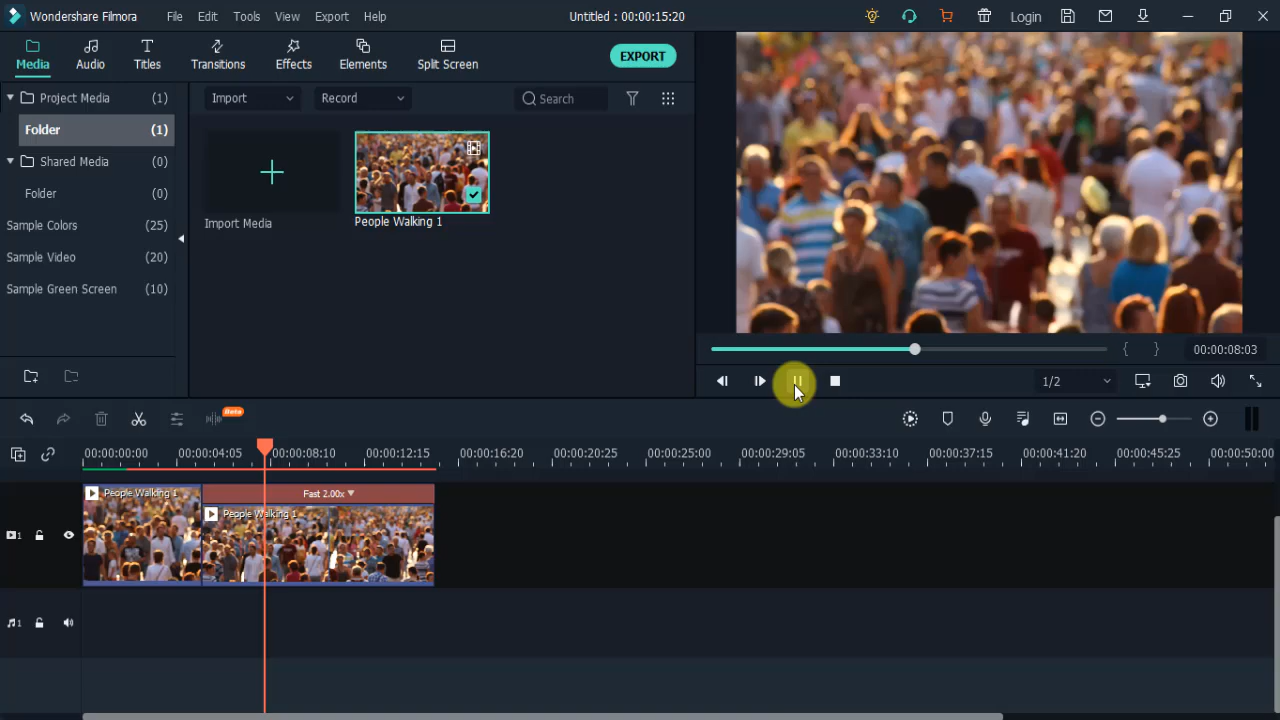 Wondershare Filmora File Edit Tools View Export Help Untitled : 00:00:15:20 Login
Media Audio Titles Transitions Effects Elements Split Screen EXPORT
Project Media (1) Import Record Search
Folder (1)
Shared Media (0)
Folder (0)
Import Media People Walking 1
Sample Colors (25)
Sample Video (20)
Sample Green Screen (10)
{ } 00:00:08:03
1/2
Beta
00:00:00:00 00:00:04:05 00:00:08:10 00:00:12:15 00:00:16:20 00:00:20:25 00:00:25:00 00:00:29:05 00:00:33:10 00:00:37:15 00:00:41:20 00:00:45:25 00:00:50:00
People Walking 1 Fast 2.00x
People Walking 1
1
1